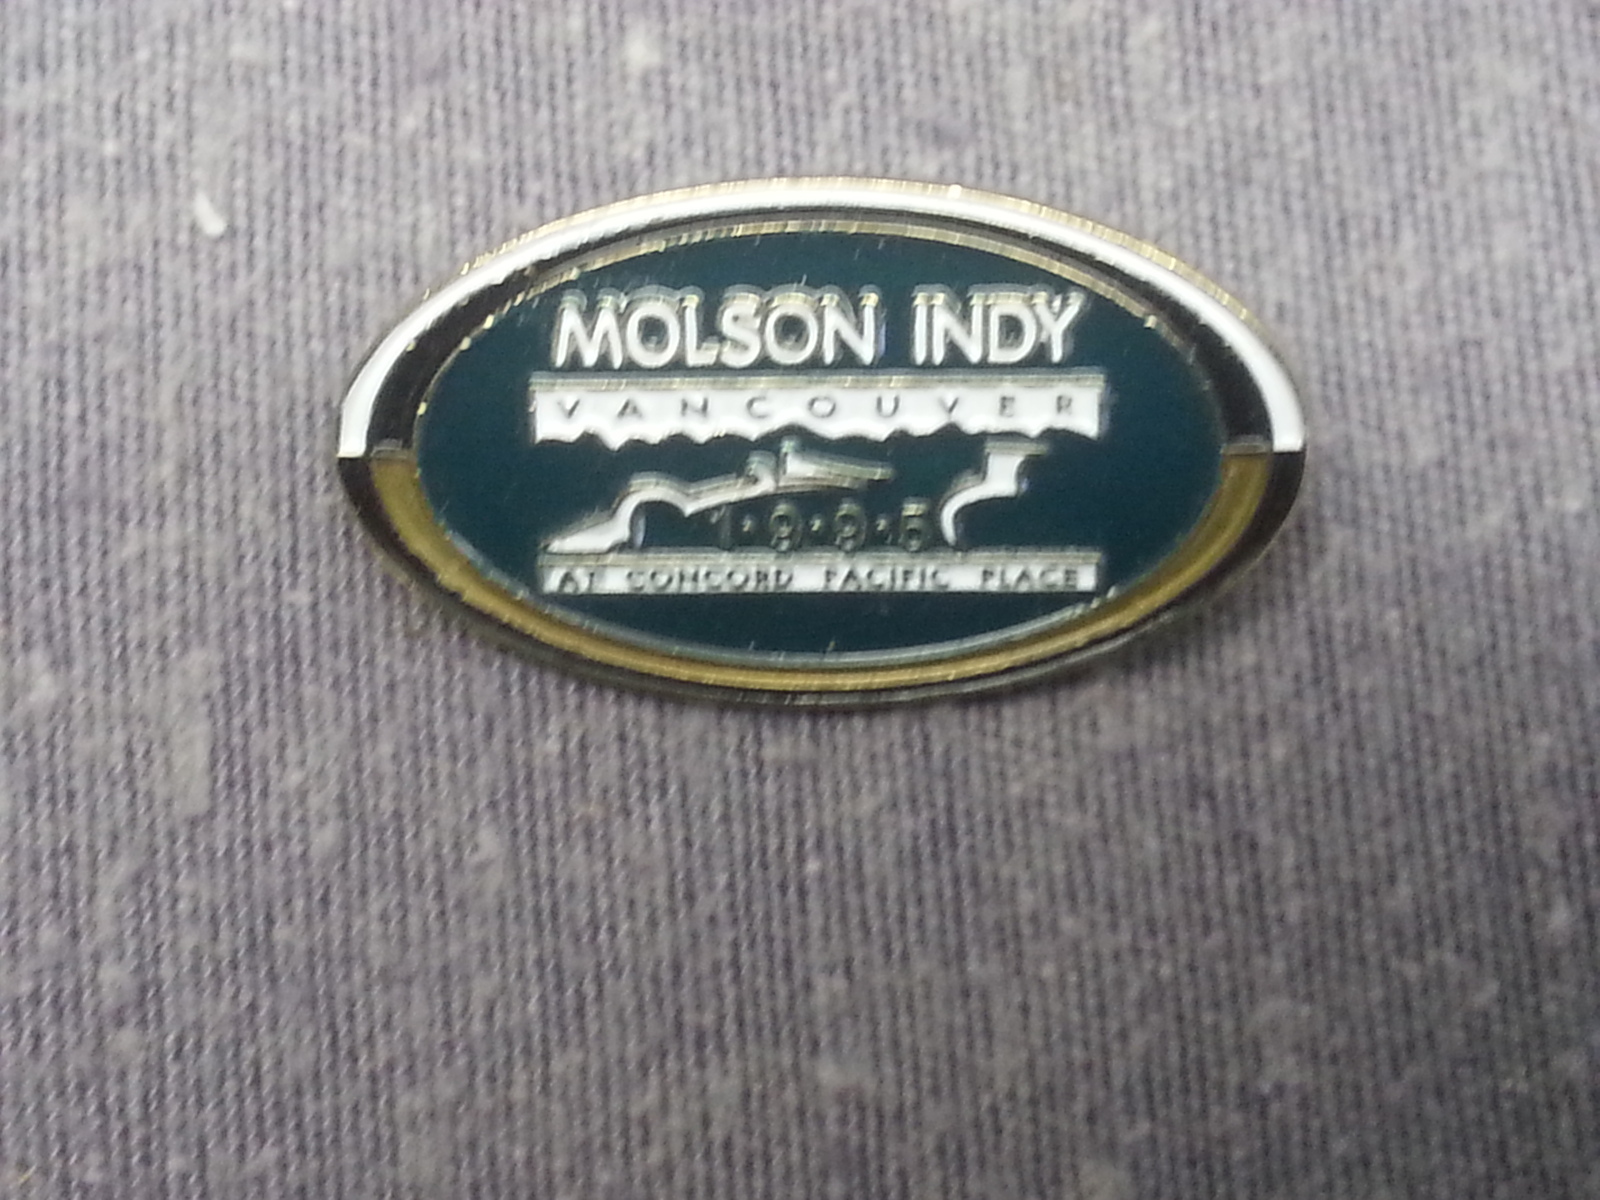 MOLSON INDY
VANCOUVER
1·9·9·5
AT CONCORD PACIFIC PLACE